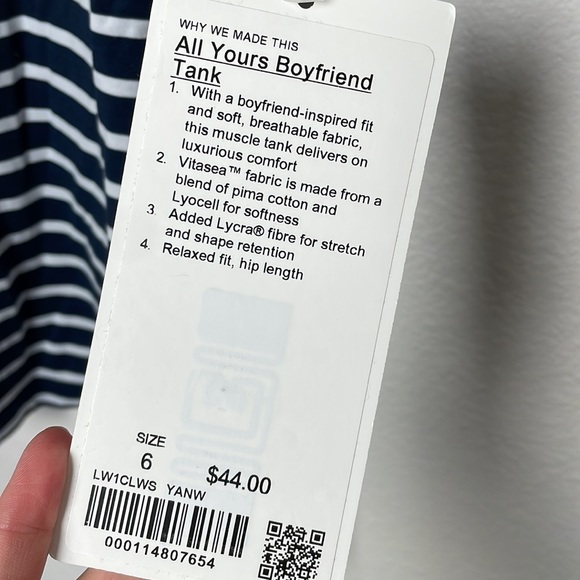 WHY WE MADE THIS
All Yours Boyfriend
Tank
1. With a boyfriend-inspired fit
and soft, breathable fabric,
this muscle tank delivers on
luxurious comfort
2. Vitasea™ fabric is made from a
blend of pima cotton and
Lyocell for softness
3. Added Lycra® fibre for stretch
and shape retention
4. Relaxed fit, hip length
SIZE
6
$44.00
LW1CLWS YANW
000114807654